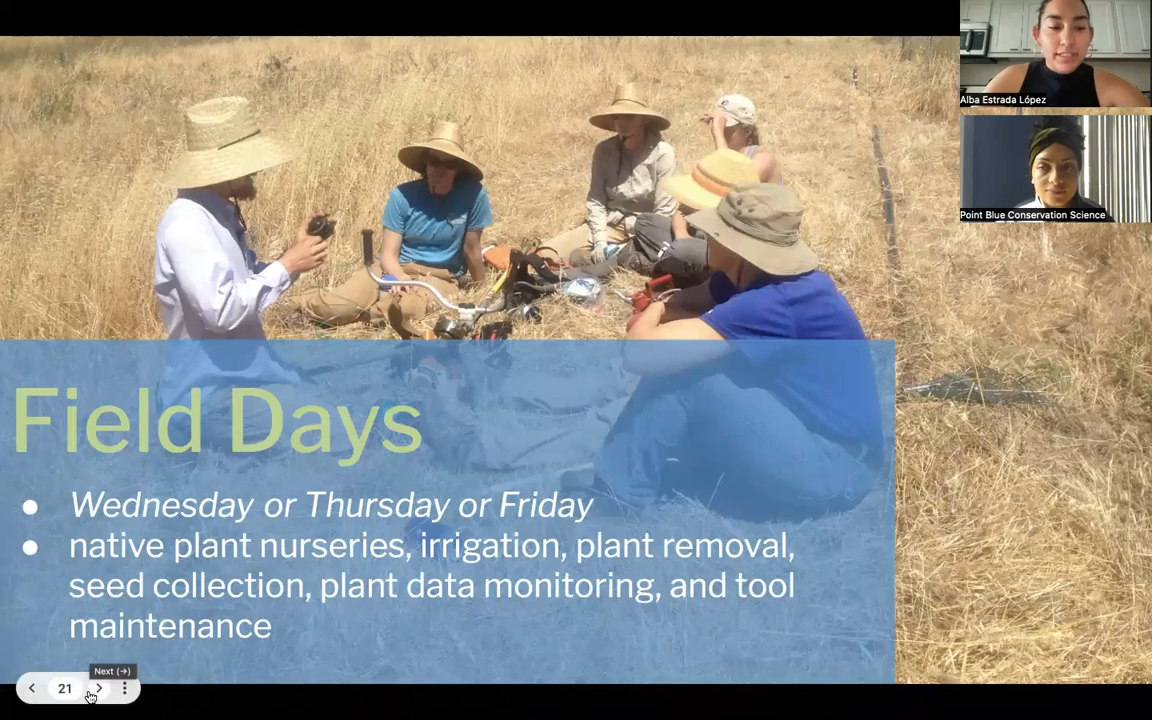 Alba Estrada López
Point Blue Conservation Science
Field Days
● Wednesday or Thursday or Friday
● native plant nurseries, irrigation, plant removal,
seed collection, plant data monitoring, and tool
maintenance
Next (→)
21